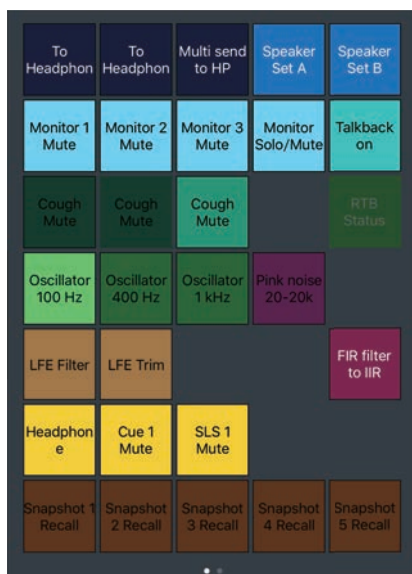 To
Headphon
To
Headphon
Multi send
to HP
Speaker
Set A
Speaker
Set B
Monitor 1
Mute
Monitor 2
Mute
Monitor 3
Mute
Monitor
Solo/Mute
Talkback
on
Cough
Mute
Cough
Mute
Cough
Mute
RTB
Status
Oscillator
100 Hz
Oscillator
400 Hz
Oscillator
1 kHz
Pink noise
20-20k
LFE Filter
LFE Trim
FIR filter
to IIR
Headphon
e
Cue 1
Mute
SLS 1
Mute
Snapshot 1
Recall
Snapshot
2 Recall
Snapshot
3 Recall
Snapshot
4 Recall
Snapshot
5 Recall